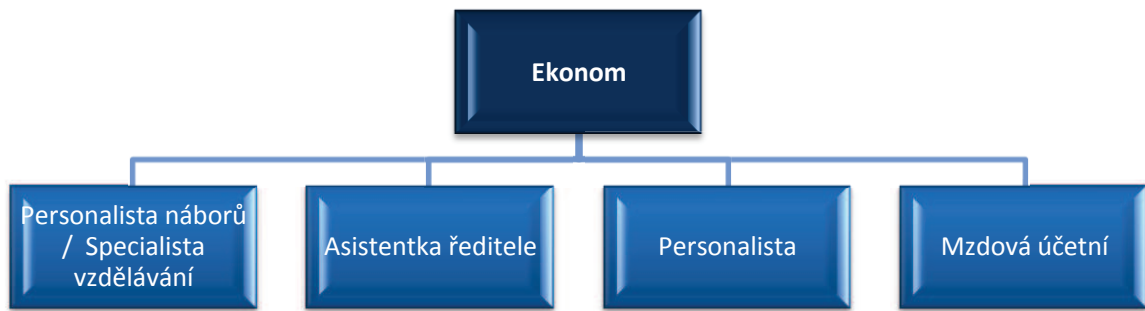 Ekonom
Personalista náborů
/ Specialista
vzdělávání
Asistentka ředitele
Personalista
Mzdová účetní